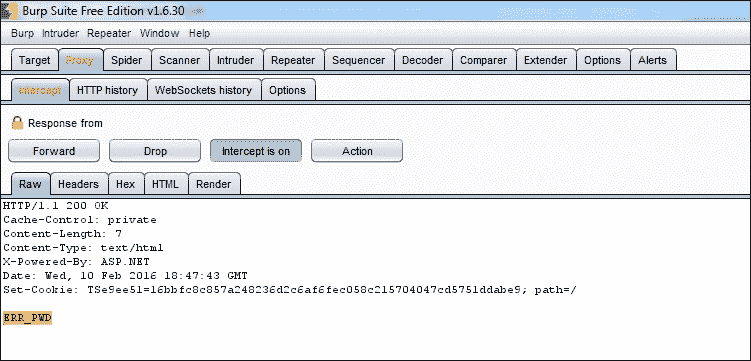 Burp Suite Free Edition v1.6.30
Burp Intruder Repeater Window Help
Target Proxy Spider Scanner Intruder Repeater Sequencer Decoder Comparer Extender Options Alerts
Intercept HTTP history WebSockets history Options
Response from
Forward Drop Intercept is on Action
Raw Headers Hex HTML Render
HTTP/1.1 200 OK
Cache-Control: private
Content-Length: 7
Content-Type: text/html
X-Powered-By: ASP.NET
Date: Wed, 10 Feb 2016 18:47:43 GMT
Set-Cookie: TSe9ee51=16bbfc8c857a248236d2c6af6fec058c215704047cd5751ddabe9; path=/
ERR_PWD